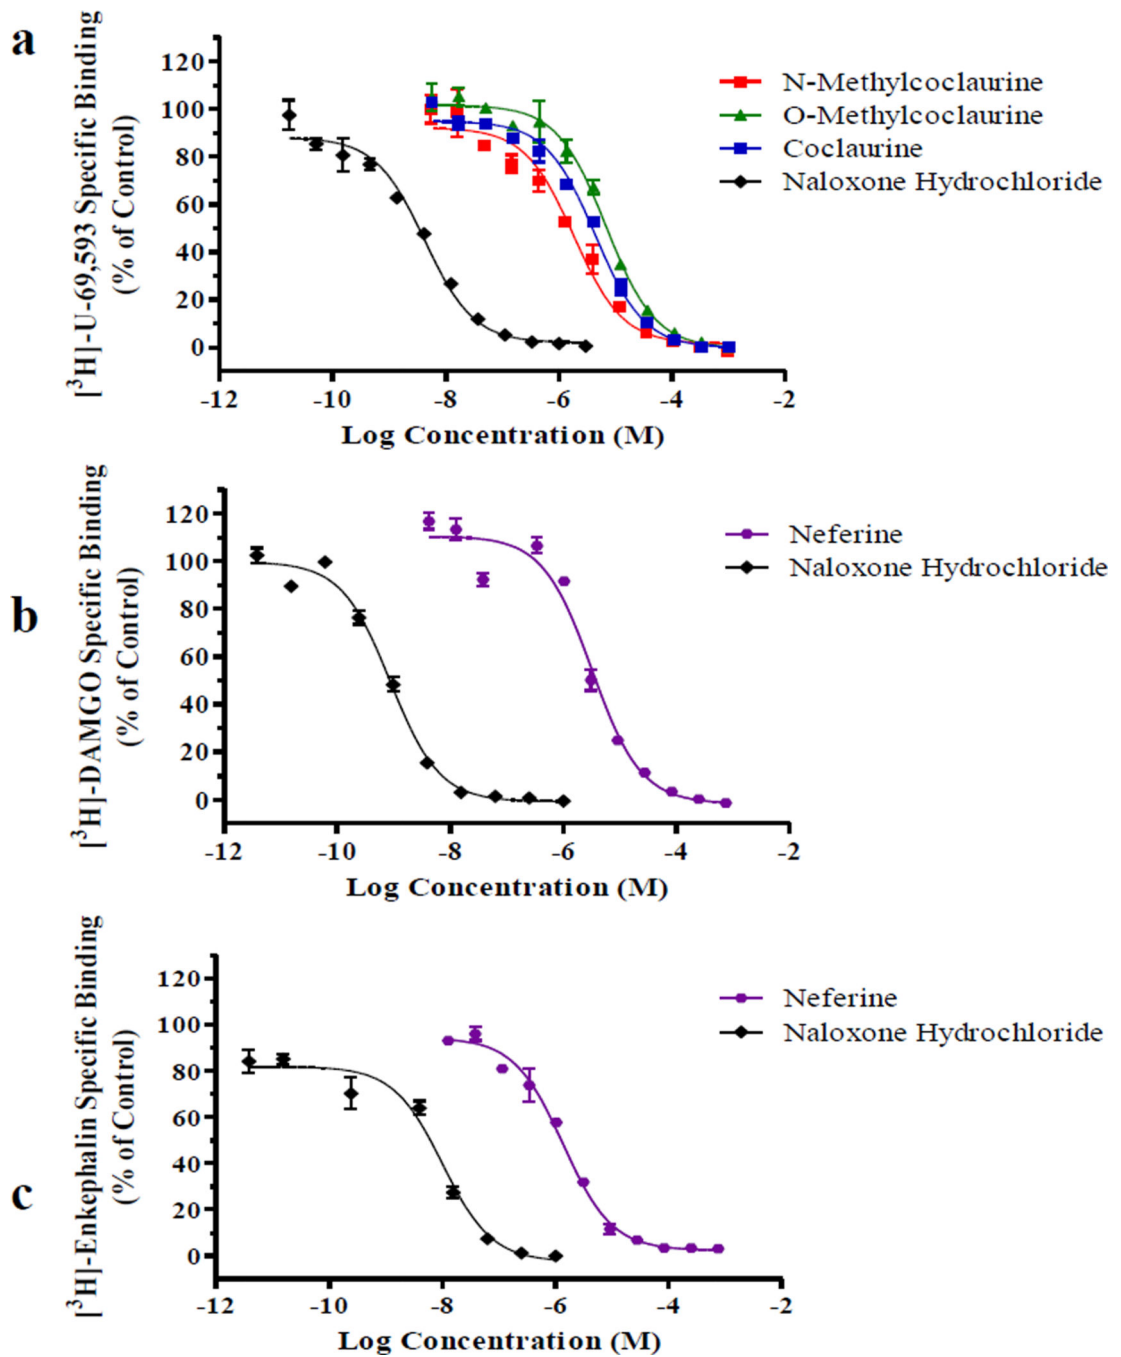 a
[³H]-U-69,593 Specific Binding
(% of Control)
120
100
80
60
40
20
0
-12
-10
-8
-6
-4
-2
Log Concentration (M)
N-Methylcoclaurine
O-Methylcoclaurine
Coclaurine
Naloxone Hydrochloride
b
[³H]-DAMGO Specific Binding
(% of Control)
120
100
80
60
40
20
0
-12
-10
-8
-6
-4
-2
Log Concentration (M)
Neferine
Naloxone Hydrochloride
c
[³H]-Enkephalin Specific Binding
(% of Control)
120
100
80
60
40
20
0
-12
-10
-8
-6
-4
-2
Log Concentration (M)
Neferine
Naloxone Hydrochloride